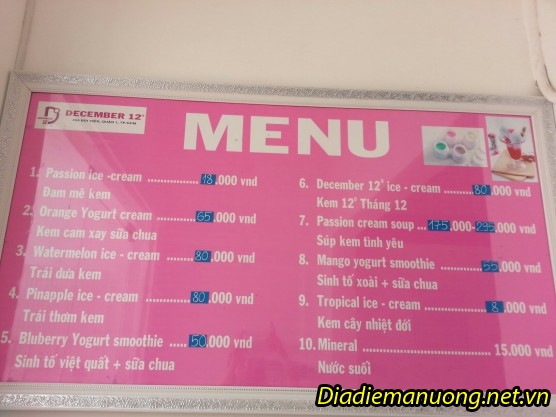 DECEMBER 12°
MENU
1. Passion ice -cream ............... 18.000 vnd
Đam mê kem
2. Orange Yogurt cream ......... 65.000 vnd
Kem cam xay sữa chua
3. Watermelon ice - cream ....... 80.000 vnd
Trái dưa kem
4. Pinapple ice - cream ............. 80.000 vnd
Trái thơm kem
5. Bluberry Yogurt smoothie .... 50,000 vnd
Sinh tố việt quất + sữa chua
6. December 12° ice - cream ........ 80.000 vnd
Kem 12° Tháng 12
7. Passion cream soup ... 175.000- .000 vnd
Súp kem tình yêu
8. Mango yogurt smoothie ....... 55.000 vnd
Sinh tố xoài + sữa chua
9. Tropical ice - cream ............... 8 .000 vnd
Kem cây nhiệt đới
10. Mineral ................................. 15.000 vnd
Nước suối
Diadiemanuong.net.vn